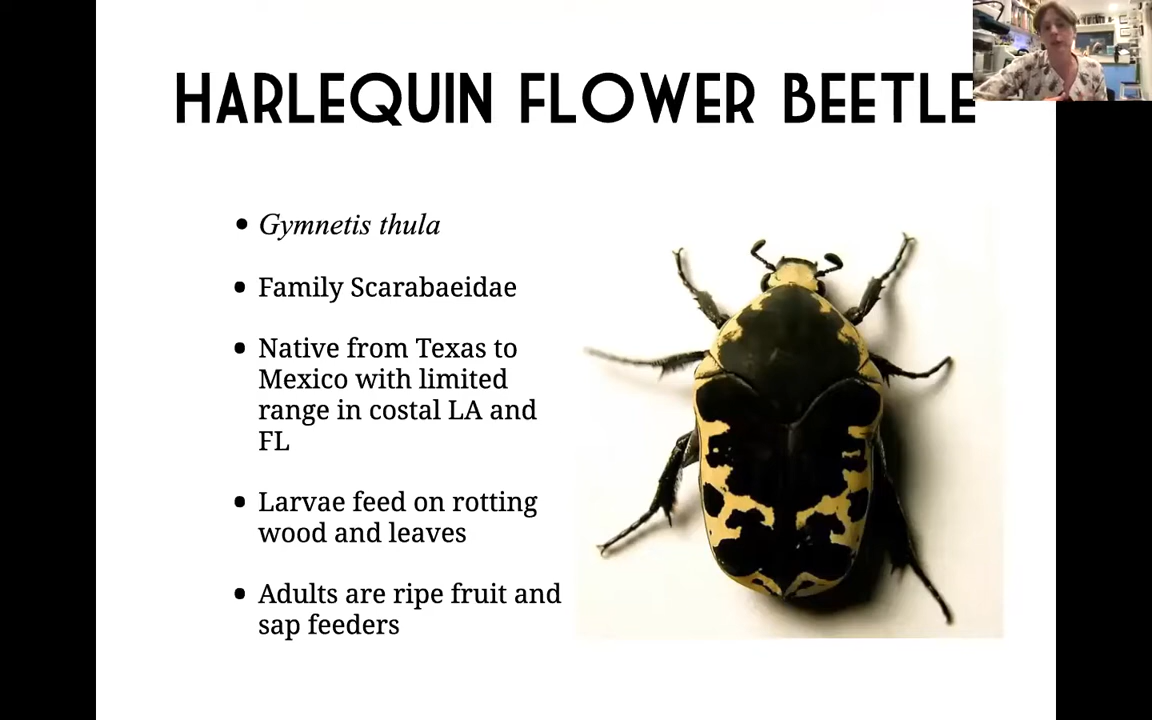 HARLEQUIN FLOWER BEETLE
• Gymnetis thula
• Family Scarabaeidae
• Native from Texas to
Mexico with limited
range in costal LA and
FL
• Larvae feed on rotting
wood and leaves
• Adults are ripe fruit and
sap feeders